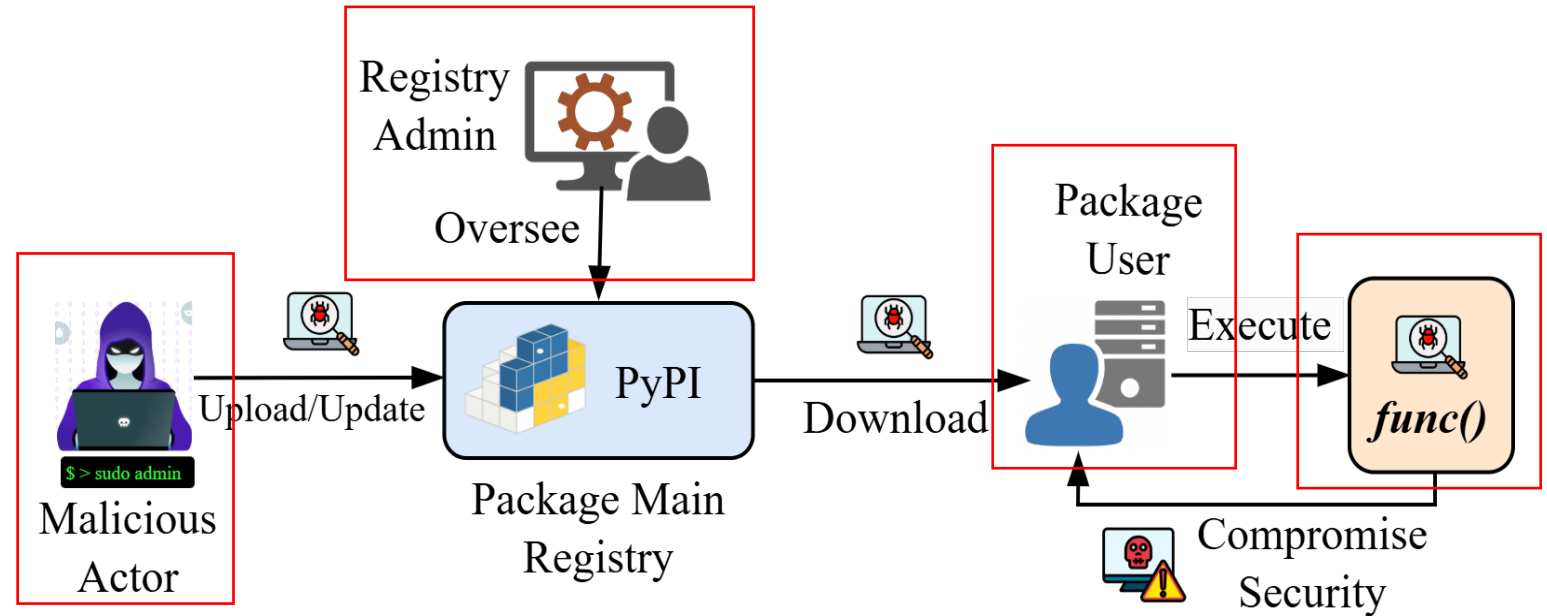 Registry
Admin
Oversee
Package
User
Execute
PyPI
Upload/Update
Download
func()
$ > sudo admin
Malicious
Actor
Package Main
Registry
Compromise
Security